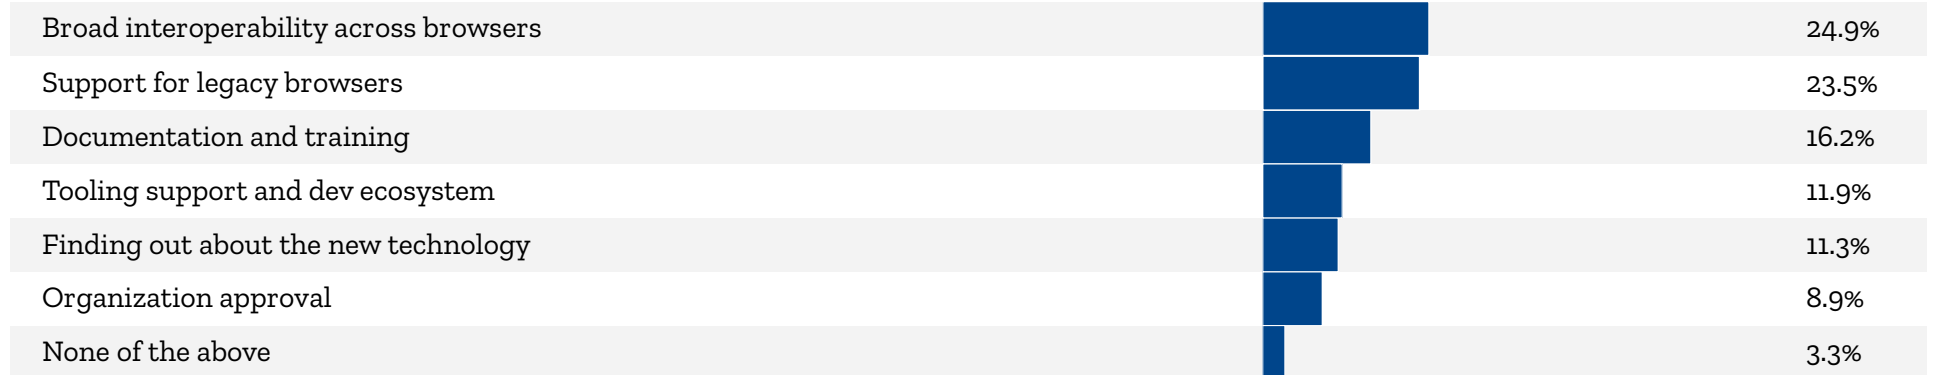 Broad interoperability across browsers 24.9%
Support for legacy browsers 23.5%
Documentation and training 16.2%
Tooling support and dev ecosystem 11.9%
Finding out about the new technology 11.3%
Organization approval 8.9%
None of the above 3.3%